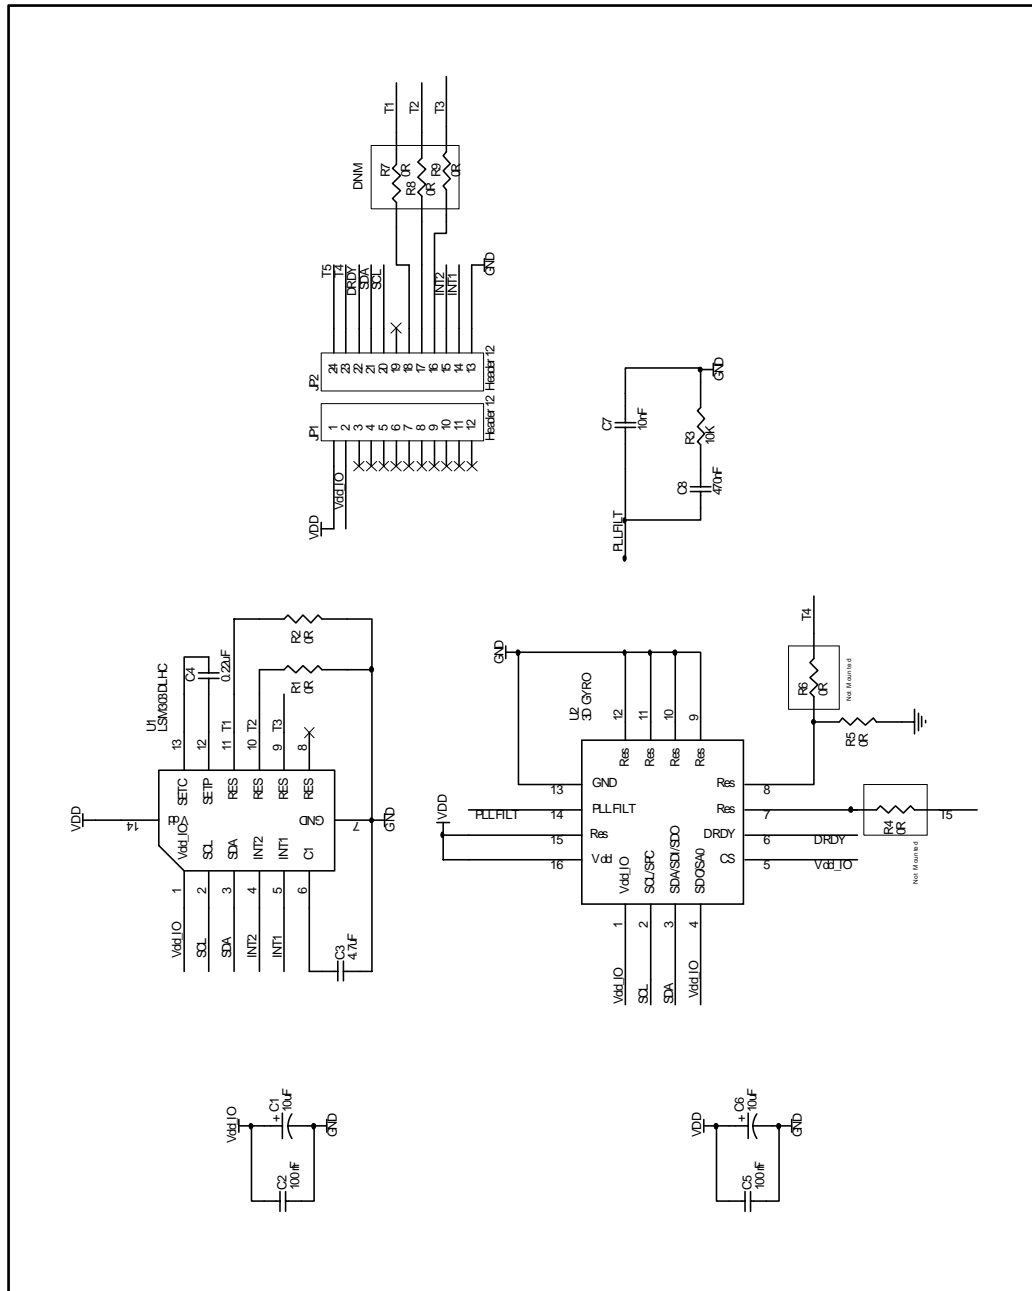 T1
T2
T3
DNM
R7
0R
R8
0R
R9
0R
T5
T4
DRDY
SDA
SCL
INT2
INT1
GND
JP2
24
23
22
21
20
19
18
17
16
15
14
13
Header 12
JP1
1
2
3
4
5
6
7
8
9
10
11
12
Header 12
VDD
Vdd_IO
C7
10nF
GND
R3
10K
C8
470nF
PLLFILT
U1
LSM303DLHC
C4
0.22uF
R2
0R
R1
0R
13
12
11
T1
10
T2
9
T3
8
SETC
SETP
RES
RES
RES
RES
VDD
14
Vdd
GND
7
GND
Vdd_IO
SCL
SDA
INT2
INT1
C1
1
2
3
4
5
6
Vdd_IO
SCL
SDA
INT2
INT1
C3
4.7uF
GND
U2
3D GYRO
12
11
10
9
Res
Res
Res
Res
VDD
PLLFILT
13
14
15
16
GND
PLLFILT
Res
Vdd
Res
Res
DRDY
CS
8
7
6
5
DRDY
Vdd_IO
T4
R6
0R
Not Mounted
R5
0R
R4
0R
T5
Not Mounted
Vdd_IO
SCL/SPC
SDA/SDI/SDO
SDO/SA0
1
2
3
4
Vdd_IO
SCL
SDA
Vdd_IO
Vdd_IO
+
C1
10uF
GND
C2
100nF
VDD
+
C6
10uF
GND
C5
100nF